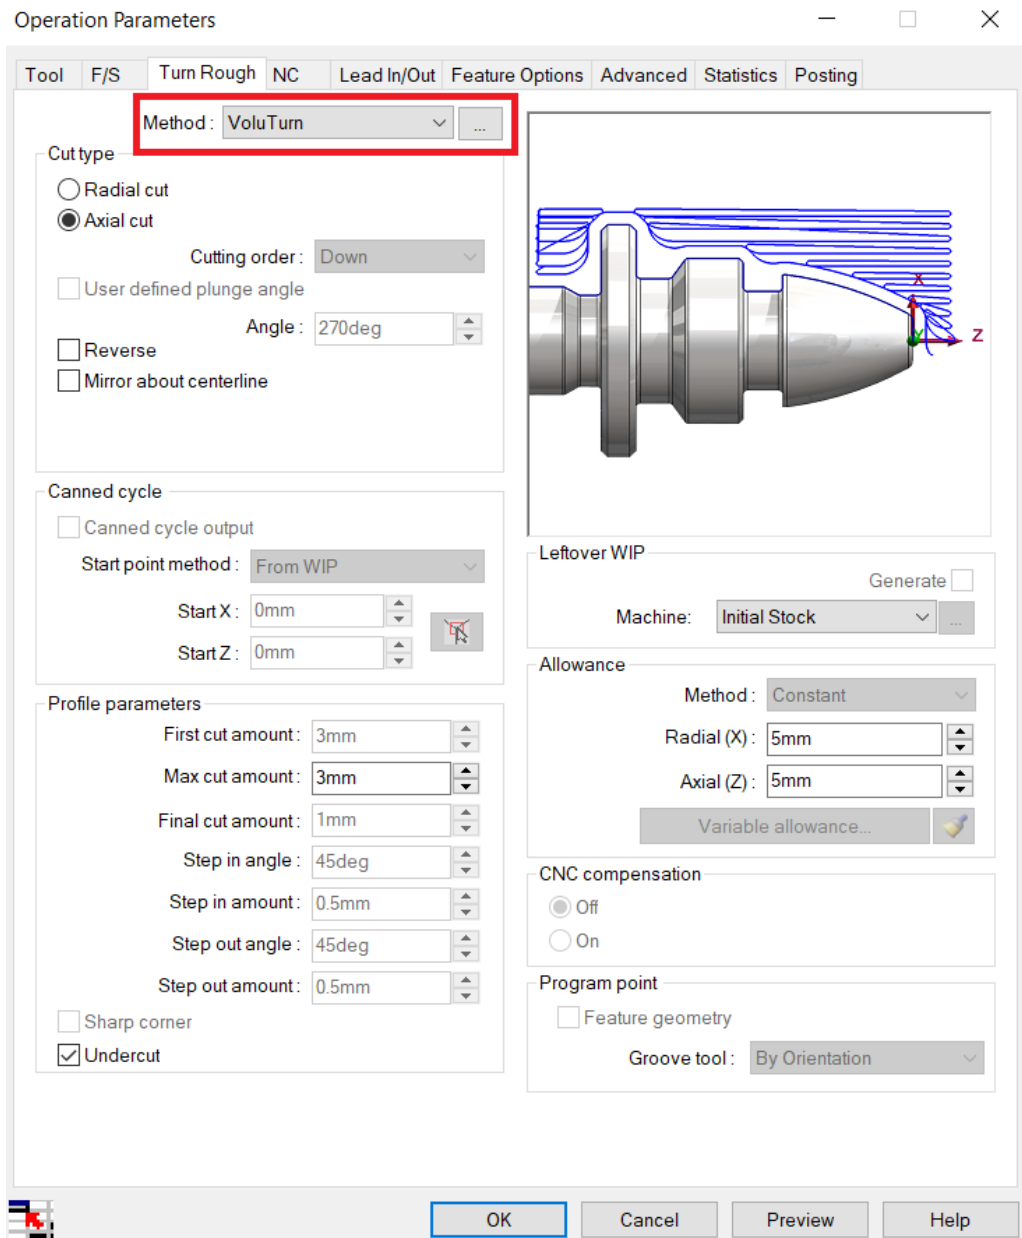 Operation Parameters
Tool F/S Turn Rough NC Lead In/Out Feature Options Advanced Statistics Posting
Method : VoluTurn ...
Cut type
Radial cut
Axial cut
Cutting order : Down
User defined plunge angle
Angle : 270deg
Reverse
Mirror about centerline
Canned cycle
Canned cycle output
Start point method : From WIP
Start X : 0mm
Start Z : 0mm
Profile parameters
First cut amount : 3mm
Max cut amount : 3mm
Final cut amount : 1mm
Step in angle : 45deg
Step in amount : 0.5mm
Step out angle : 45deg
Step out amount : 0.5mm
Sharp corner
Undercut
X
Y
Z
Leftover WIP
Generate
Machine: Initial Stock ...
Allowance
Method : Constant
Radial (X) : 5mm
Axial (Z) : 5mm
Variable allowance...
CNC compensation
Off
On
Program point
Feature geometry
Groove tool : By Orientation
OK Cancel Preview Help